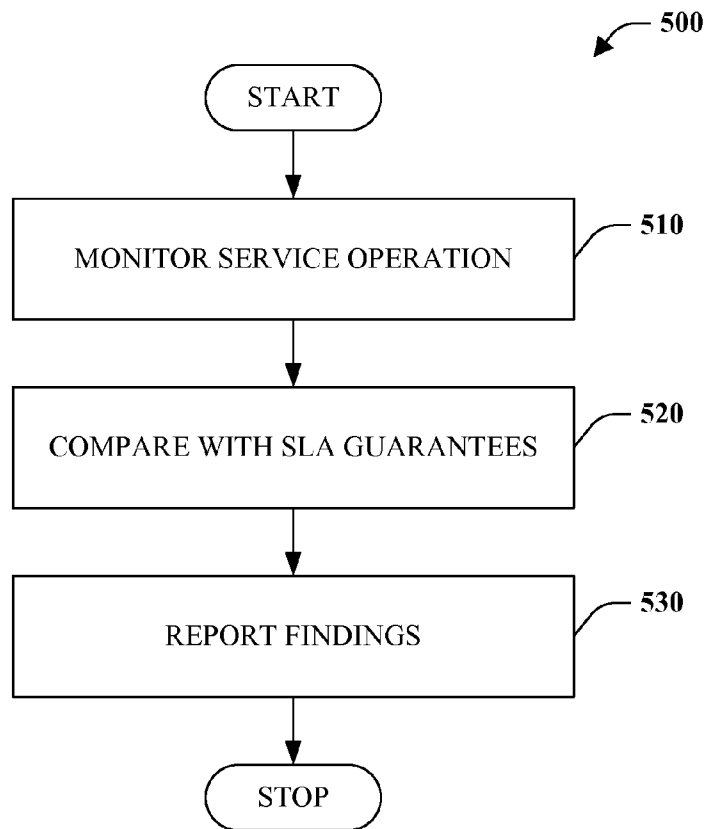 500
START
MONITOR SERVICE OPERATION
510
COMPARE WITH SLA GUARANTEES
520
REPORT FINDINGS
530
STOP